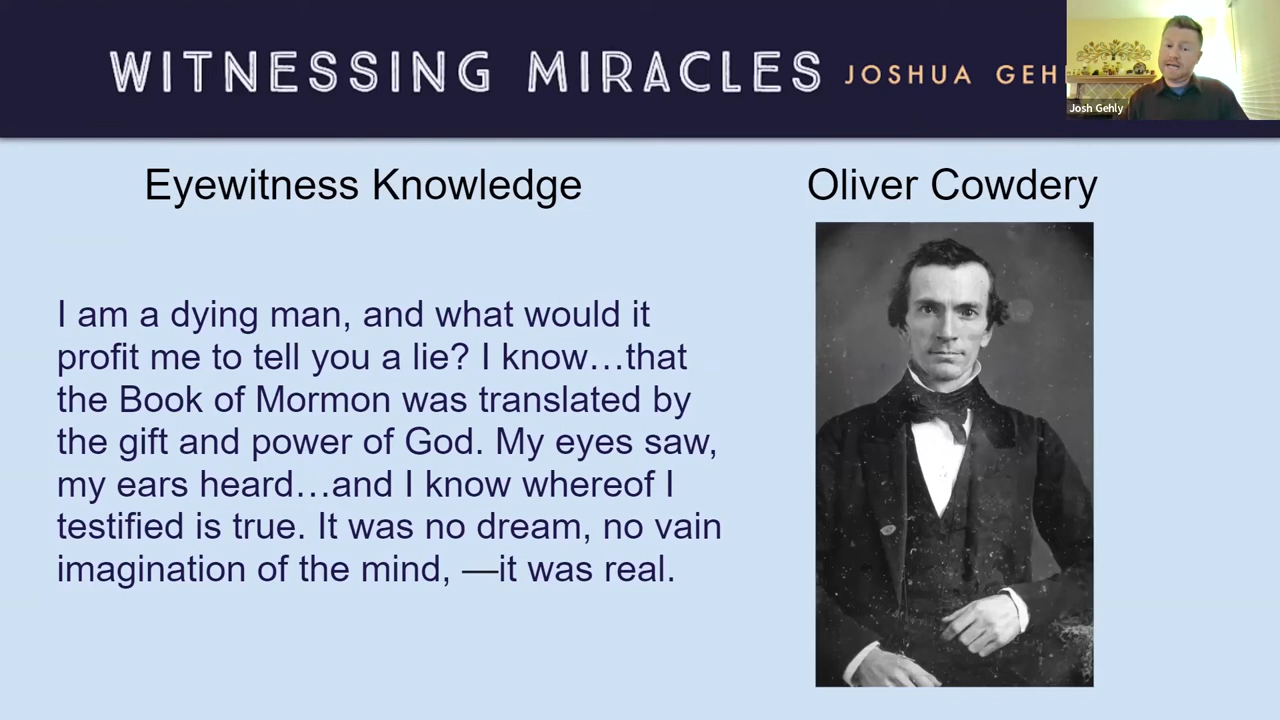 WITNESSING MIRACLES JOSHUA GEH
Josh Gehly
Eyewitness Knowledge
Oliver Cowdery
I am a dying man, and what would it
profit me to tell you a lie? I know…that
the Book of Mormon was translated by
the gift and power of God. My eyes saw,
my ears heard…and I know whereof I
testified is true. It was no dream, no vain
imagination of the mind, —it was real.